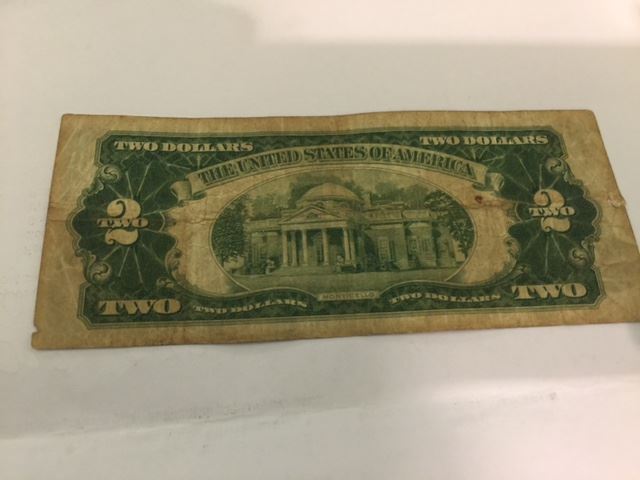 TWO DOLLARS
TWO DOLLARS
THE UNITED STATES OF AMERICA
2
TWO
2
TWO
MONTICELLO
TWO
TWO DOLLARS
TWO DOLLARS
TWO